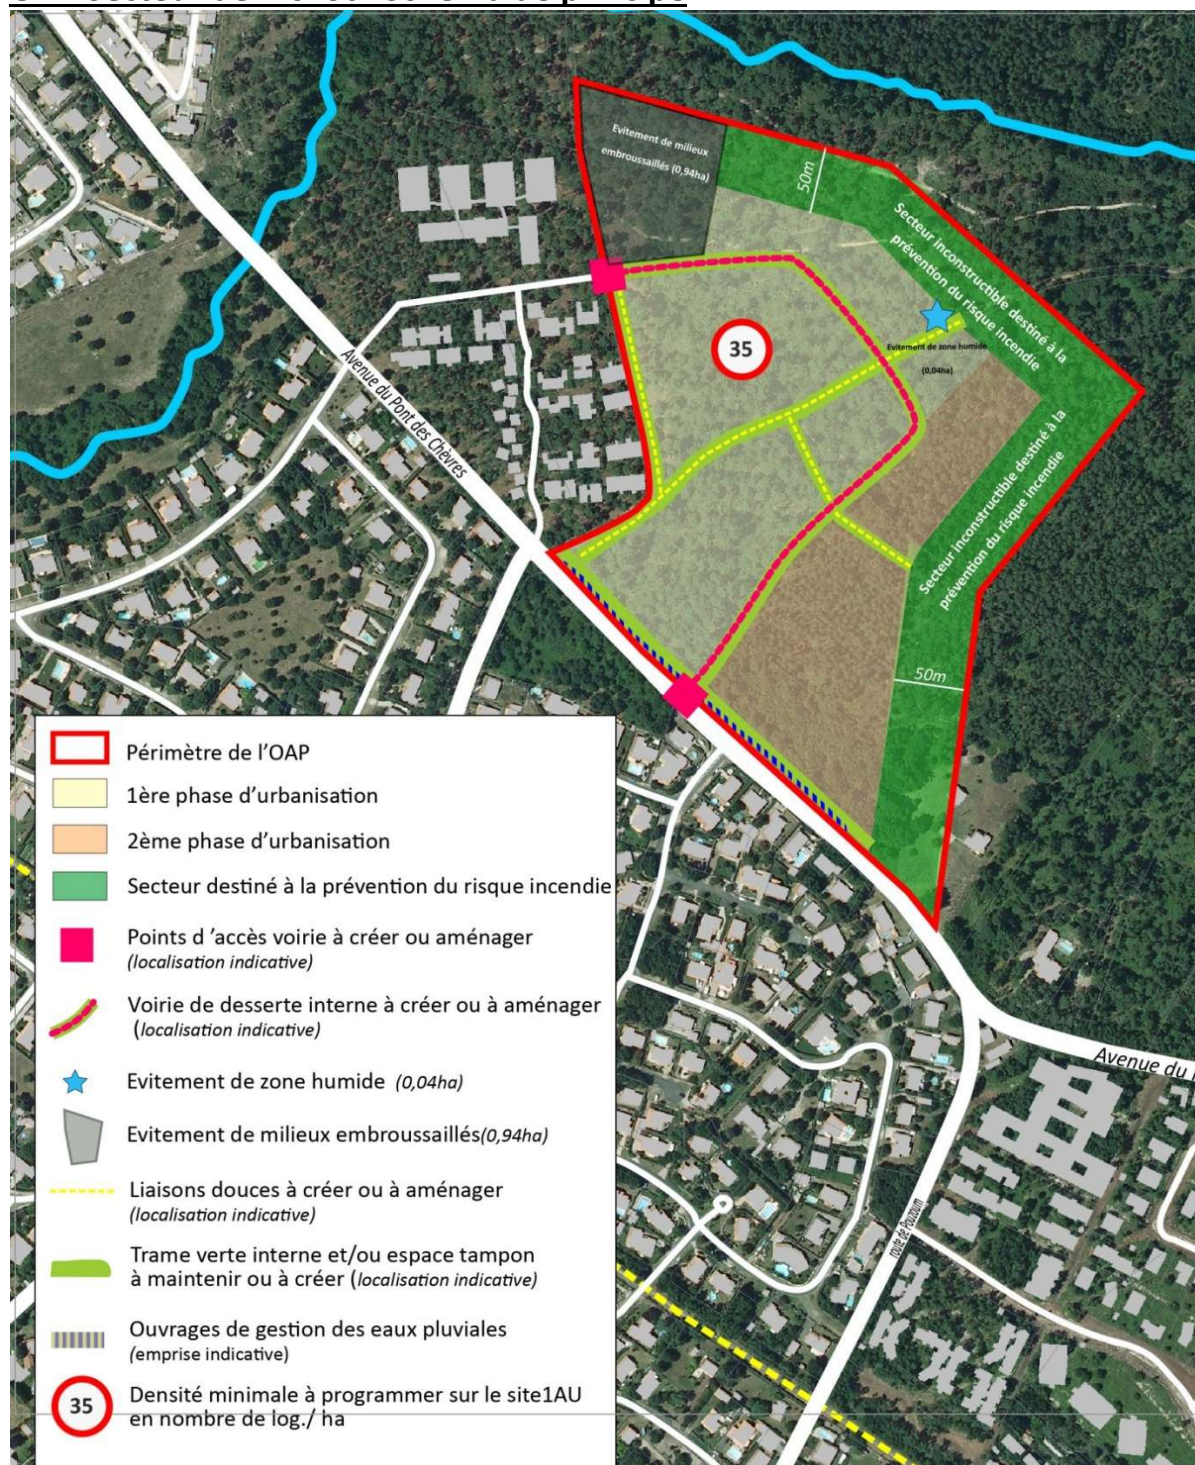 Evitement de milieux
embroussaillés (0,94ha)
50m
Secteur inconstructible destiné à la
prévention du risque incendie
35
Evitement de zone humide
(0,04ha)
Avenue du Pont des Chèvres
Secteur inconstructible destiné à la
prévention du risque incendie
50m
Avenue du
route de Pouzoum
Périmètre de l'OAP
1ère phase d'urbanisation
2ème phase d'urbanisation
Secteur destiné à la prévention du risque incendie
Points d 'accès voirie à créer ou aménager
(localisation indicative)
Voirie de desserte interne à créer ou à aménager
(localisation indicative)
Evitement de zone humide (0,04ha)
Evitement de milieux embroussaillés(0,94ha)
Liaisons douces à créer ou à aménager
(localisation indicative)
Trame verte interne et/ou espace tampon
à maintenir ou à créer (localisation indicative)
Ouvrages de gestion des eaux pluviales
(emprise indicative)
35
Densité minimale à programmer sur le site1AU
en nombre de log./ ha